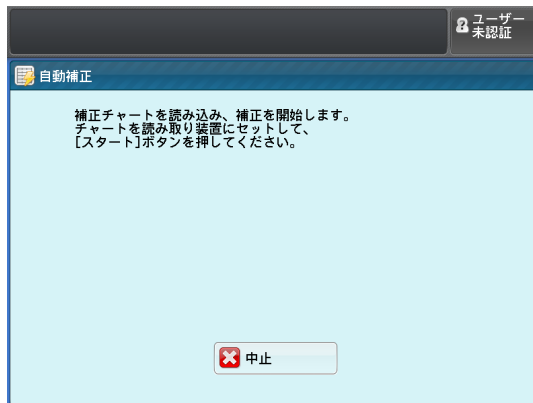 ユーザー
未認証
自動補正
補正チャートを読み込み、補正を開始します。
チャートを読み取り装置にセットして、
[スタート]ボタンを押してください。
中止